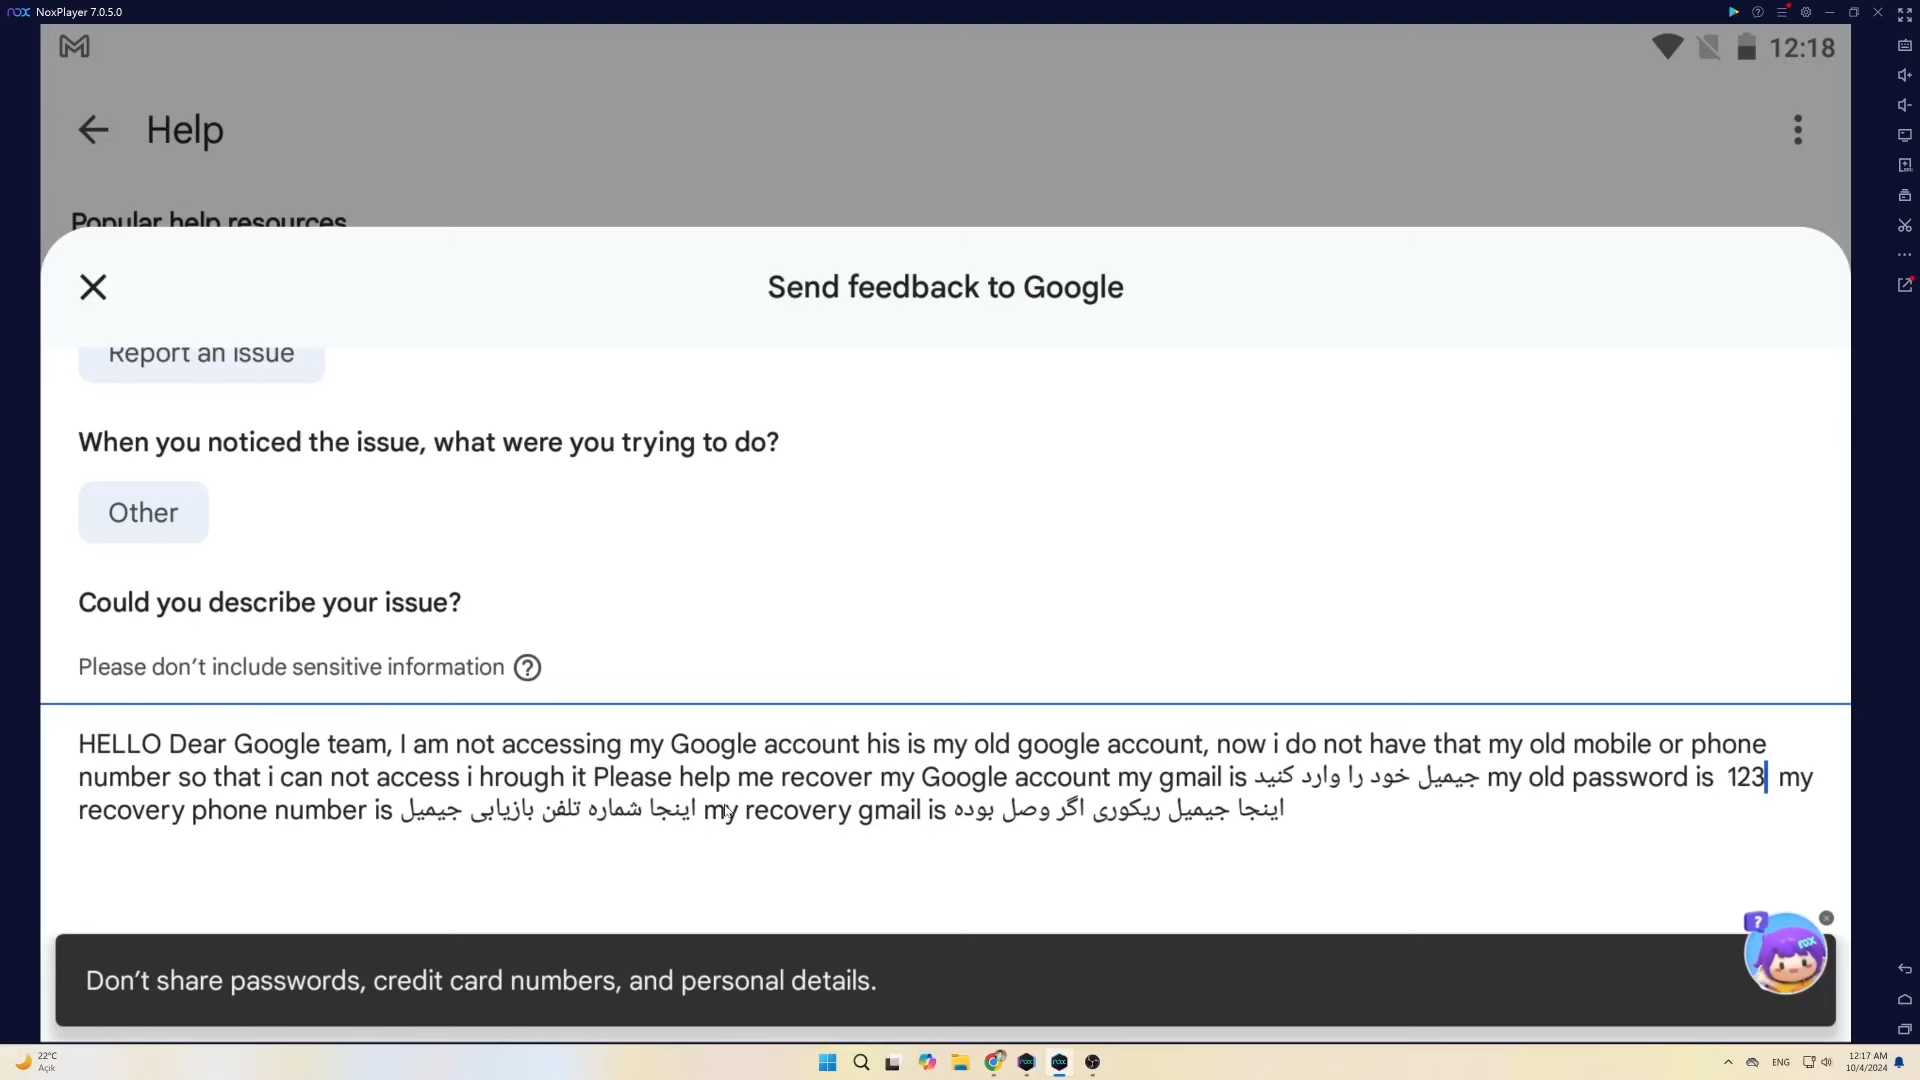 nox NoxPlayer 7.0.5.0
12:18
Help
Popular help resources
Send feedback to Google
Report an issue
When you noticed the issue, what were you trying to do?
Other
Could you describe your issue?
Please don't include sensitive information
HELLO Dear Google team, I am not accessing my Google account his is my old google account, now i do not have that my old mobile or phone
number so that i can not access i hrough it Please help me recover my Google account my gmail is جیمیل خود را وارد کنید my old password is 123 my
recovery phone number is اینجا شماره تلفن بازیابی جیمیل my recovery gmail is اینجا جیمیل ریکوری اگر وصل بوده
Don't share passwords, credit card numbers, and personal details.
22°C
Açık
ENG
12:17 AM
10/4/2024